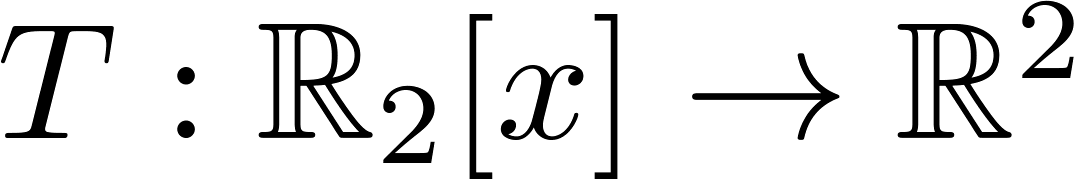 T : ℝ₂[x] → ℝ²